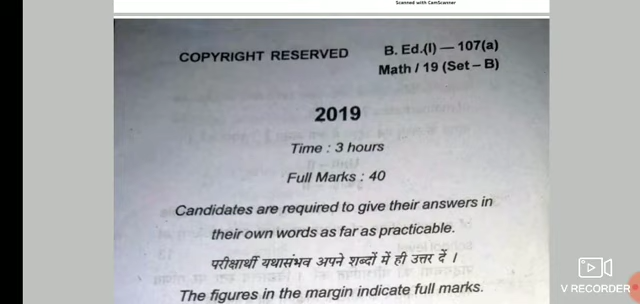 Scanned with CamScanner
COPYRIGHT RESERVED
B. Ed.(I) — 107(a)
Math / 19 (Set – B)
2019
Time : 3 hours
Full Marks : 40
Candidates are required to give their answers in
their own words as far as practicable.
परीक्षार्थी यथासंभव अपने शब्दों में ही उत्तर दें ।
The figures in the margin indicate full marks.
V RECORDER